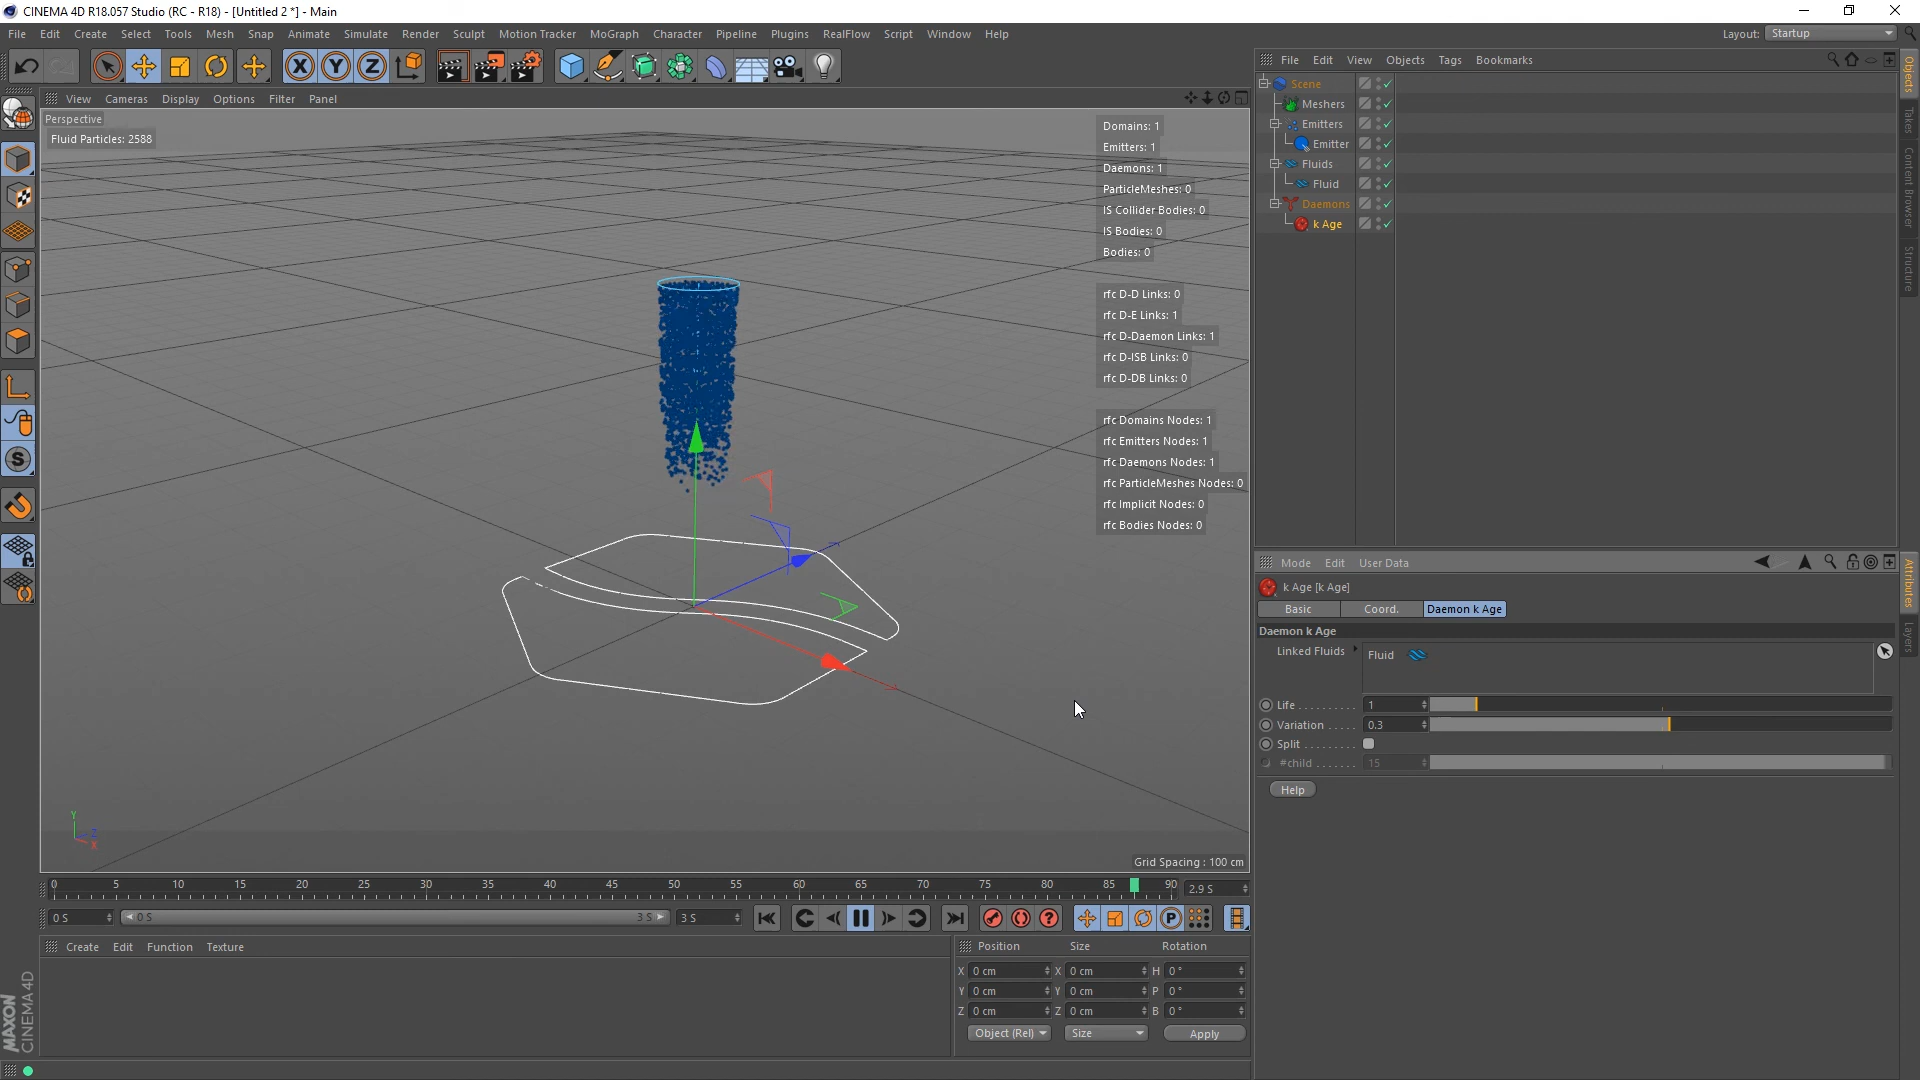 CINEMA 4D R18.057 Studio (RC - R18) - [Untitled 2 *] - Main
File Edit Create Select Tools Mesh Snap Animate Simulate Render Sculpt Motion Tracker MoGraph Character Pipeline Plugins RealFlow Script Window Help
Layout: Startup
X Y Z
File Edit View Objects Tags Bookmarks
View Cameras Display Options Filter Panel
Perspective
Fluid Particles: 2588
Domains: 1
Emitters: 1
Daemons: 1
ParticleMeshes: 0
IS Collider Bodies: 0
IS Bodies: 0
Bodies: 0
rfc D-D Links: 0
rfc D-E Links: 1
rfc D-Daemon Links: 1
rfc D-ISB Links: 0
rfc D-DB Links: 0
rfc Domains Nodes: 1
rfc Emitters Nodes: 1
rfc Daemons Nodes: 1
rfc ParticleMeshes Nodes: 0
rfc Implicit Nodes: 0
rfc Bodies Nodes: 0
Y
Z
X
Grid Spacing : 100 cm
Scene
Meshers
Emitters
Emitter
Fluids
Fluid
Daemons
k Age
Objects
Takes
Content Browser
Structure
Mode Edit User Data
k Age [k Age]
Basic Coord. Daemon k Age
Daemon k Age
Linked Fluids Fluid
Life 1
Variation 0.3
Split
#child 15
Help
Attributes
Layers
0 5 10 15 20 25 30 35 40 45 50 55 60 65 70 75 80 85 90 2.9 S
0 S 0 S 3 S 3 S P
Create Edit Function Texture
Position Size Rotation
X 0 cm X 0 cm H 0 °
Y 0 cm Y 0 cm P 0 °
Z 0 cm Z 0 cm B 0 °
Object (Rel) Size Apply
MAXON
CINEMA 4D